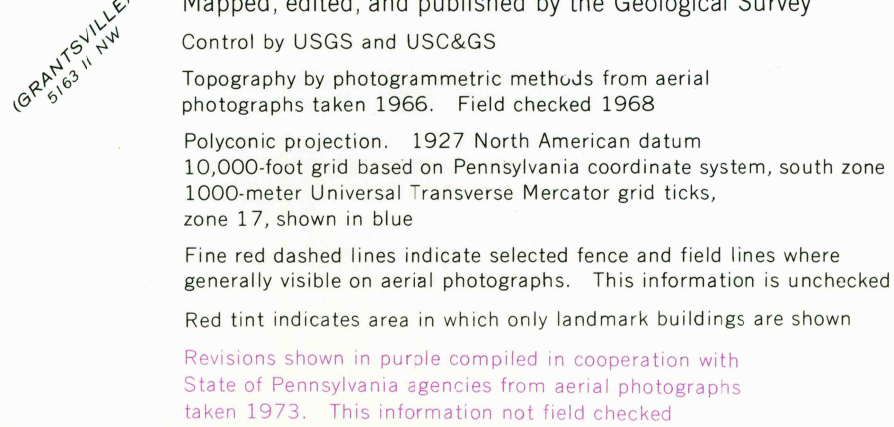 (GRANTSVILLE)
5163 II NW
Mapped, edited, and published by the Geological Survey
Control by USGS and USC&GS
Topography by photogrammetric methods from aerial
photographs taken 1966. Field checked 1968
Polyconic projection. 1927 North American datum
10,000-foot grid based on Pennsylvania coordinate system, south zone
1000-meter Universal Transverse Mercator grid ticks,
zone 17, shown in blue
Fine red dashed lines indicate selected fence and field lines where
generally visible on aerial photographs. This information is unchecked
Red tint indicates area in which only landmark buildings are shown
Revisions shown in purple compiled in cooperation with
State of Pennsylvania agencies from aerial photographs
taken 1973. This information not field checked